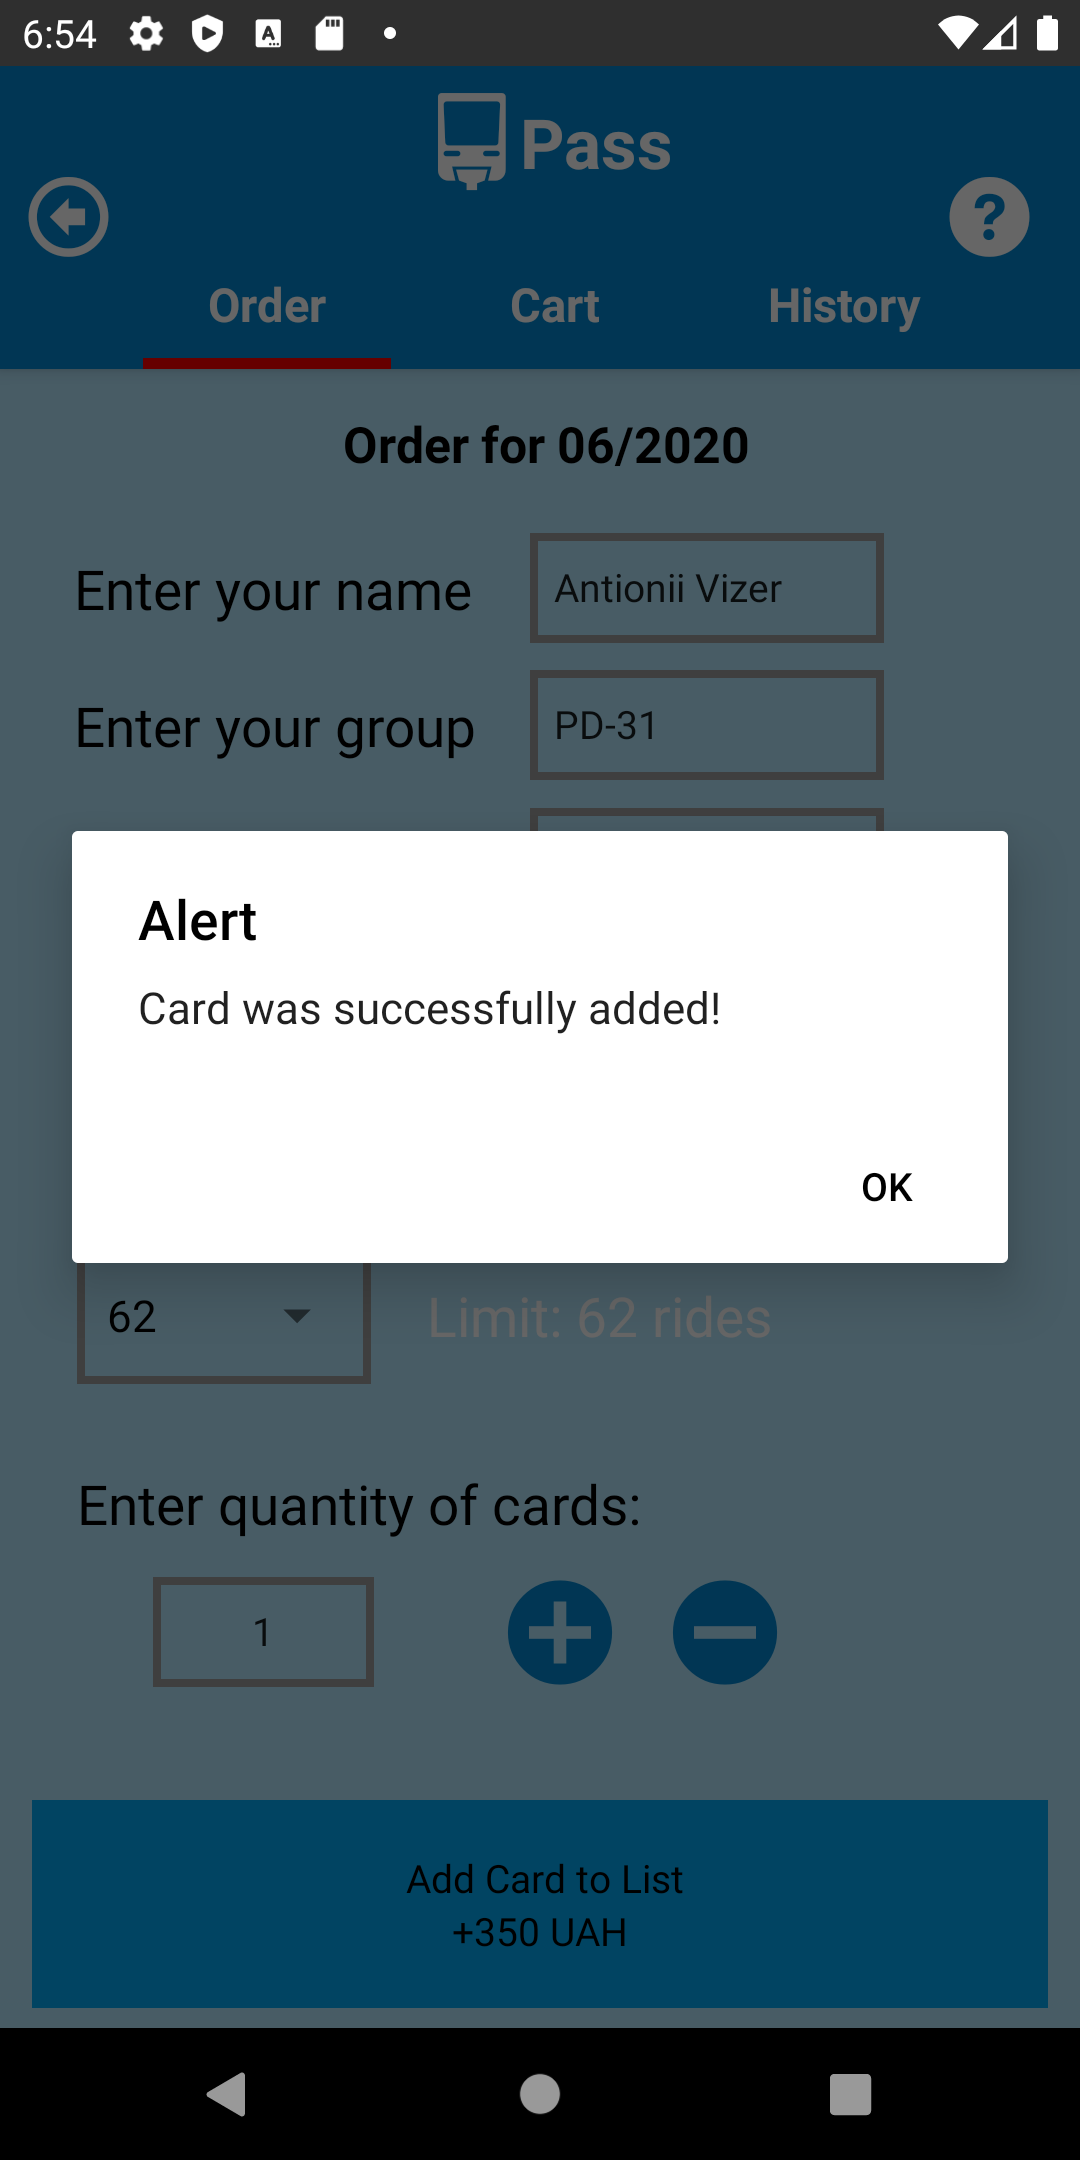 6:54
Pass
Order Cart History
Order for 06/2020
Enter your name Antionii Vizer
Enter your group PD-31
Alert
Card was successfully added!
OK
62 Limit: 62 rides
Enter quantity of cards:
1
Add Card to List
+350 UAH